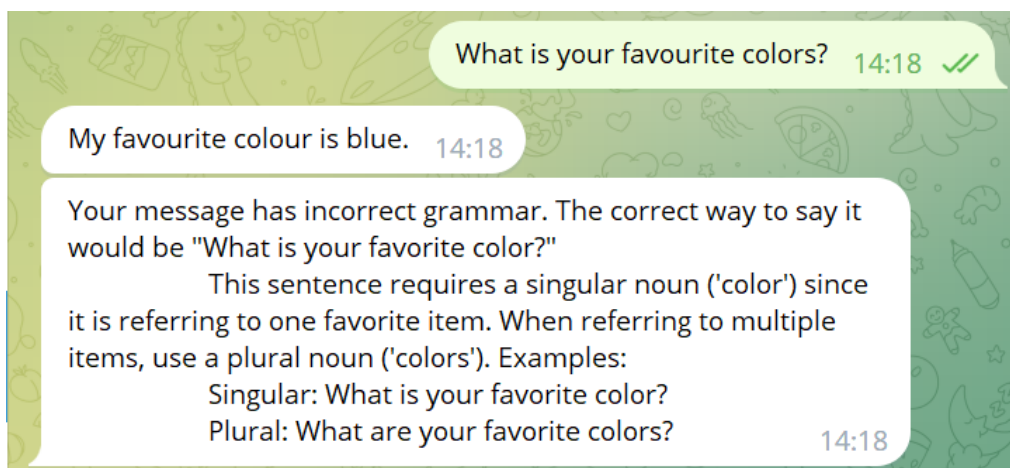 What is your favourite colors? 14:18
My favourite colour is blue. 14:18
Your message has incorrect grammar. The correct way to say it
would be "What is your favorite color?"
This sentence requires a singular noun ('color') since
it is referring to one favorite item. When referring to multiple
items, use a plural noun ('colors'). Examples:
Singular: What is your favorite color?
Plural: What are your favorite colors? 14:18